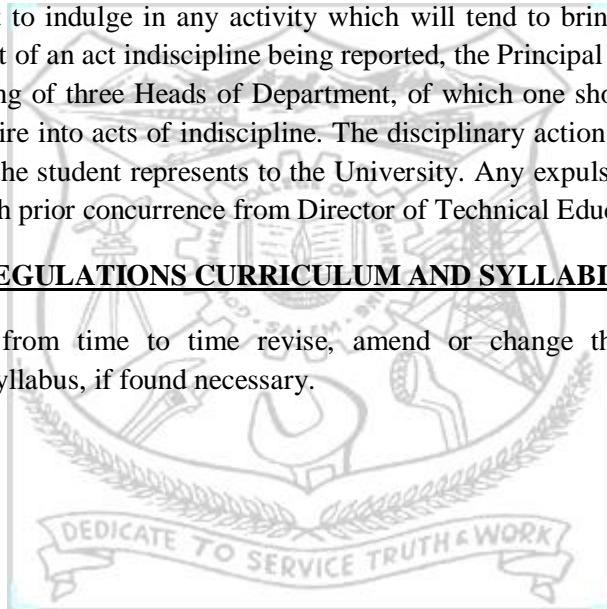 to indulge in any activity which will tend to brin
t of an act indiscipline being reported, the Principal
ng of three Heads of Department, of which one sho
ire into acts of indiscipline. The disciplinary action
he student represents to the University. Any expuls
h prior concurrence from Director of Technical Educ
EGULATIONS CURRICULUM AND SYLLABI
from time to time revise, amend or change th
yllabus, if found necessary.
COLLEGE OF
SALEM
DEDICATE TO SERVICE TRUTH & WORK